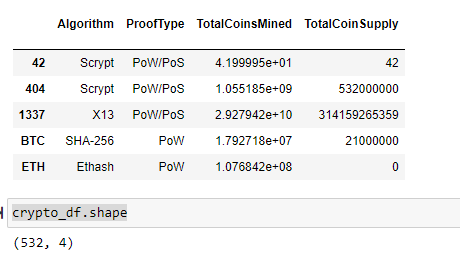 Algorithm ProofType TotalCoinsMined TotalCoinSupply
42 Scrypt PoW/PoS 4.199995e+01 42
404 Scrypt PoW/PoS 1.055185e+09 532000000
1337 X13 PoW/PoS 2.927942e+10 314159265359
BTC SHA-256 PoW 1.792718e+07 21000000
ETH Ethash PoW 1.076842e+08 0
crypto_df.shape
(532, 4)